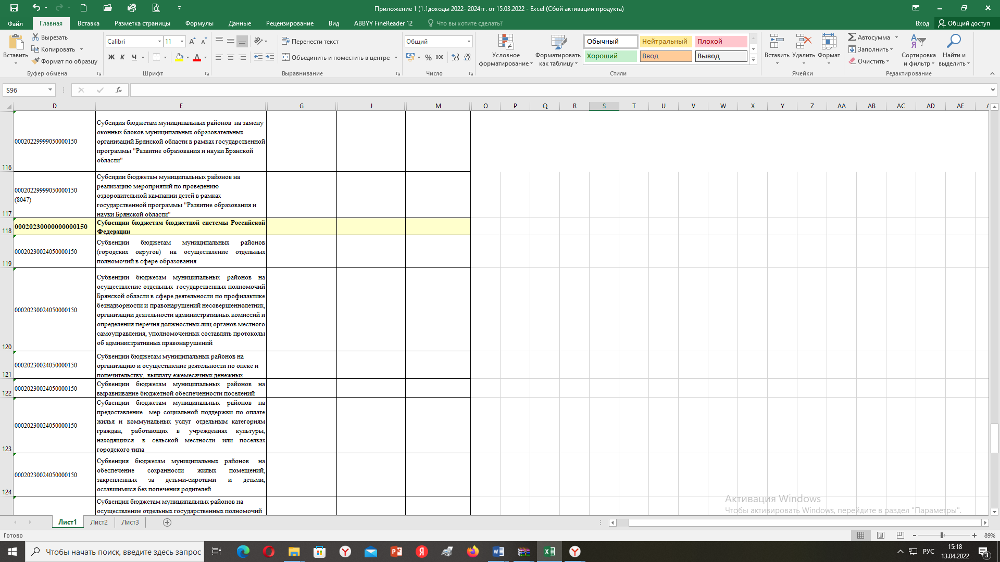 Приложение 1 (1.1доходы 2022- 2024гг. от 15.03.2022 - Excel (Сбой активации продукта)
Файл Главная Вставка Разметка страницы Формулы Данные Рецензирование Вид ABBYY FineReader 12 Что вы хотите сделать? Вход Общий доступ
Вставить
Вырезать
Копировать
Формат по образцу
Буфер обмена
Calibri 11
Ж К Ч
Шрифт
Перенести текст
Объединить и поместить в центре
Выравнивание
Общий
% 000
Число
Условное форматирование
Форматировать как таблицу
Обычный Нейтральный Плохой
Хороший Ввод Вывод
Стили
Вставить Удалить Формат
Ячейки
Автосумма
Заполнить
Очистить
Сортировка и фильтр
Найти и выделить
Редактирование
S96 fx
D E G J M O P Q R S T U V W X Y Z AA AB AC AD AE
116
00020229999050000150
Субсидия бюджетам муниципальных районов на замену
оконных блоков муниципальных образовательных
организаций Брянской области в рамках государственной
программы "Развитие образования и науки Брянской
области"
117
00020229999050000150
(8047)
Субсидии бюджетам муниципальных районов на
реализацию мероприятий по проведению
оздоровительной кампании детей в рамках
государственной программы "Развитие образования и
науки Брянской области"
118
00020230000000000150
Субвенции бюджетам бюджетной системы Российской
Федерации
119
00020230024050000150
Субвенции бюджетам муниципальных районов
(городских округов) на осуществление отдельных
полномочий в сфере образования
120
00020230024050000150
Субвенции бюджетам муниципальных районов на
осуществление отдельных государственных полномочий
Брянской области в сфере деятельности по профилактике
безнадзорности и правонарушений несовершеннолетних,
организации деятельности административных комиссий и
определения перечня должностных лиц органов местного
самоуправления, уполномоченных составлять протоколы
об административных правонарушений
121
00020230024050000150
Субвенции бюджетам муниципальных районов на
организацию и осуществление деятельности по опеке и
попечительству, выплату ежемесячных денежных
122
00020230024050000150
Субвенции бюджетам муниципальных районов на
выравнивание бюджетной обеспеченности поселений
123
00020230024050000150
Субвенции бюджетам муниципальных районов на
предоставление мер социальной поддержки по оплате
жилья и коммунальных услуг отдельным категориям
граждан, работающих в учреждениях культуры,
находящихся в сельской местности или поселках
городского типа
124
00020230024050000150
Субвенция бюджетам муниципальных районов на
обеспечение сохранности жилых помещений,
закрепленных за детьми-сиротами и детьми,
оставшимися без попечения родителей
Субвенция бюджетам муниципальных районов на
осуществление отдельных государственных полномочий
Активация Windows
Чтобы активировать Windows, перейдите в раздел "Параметры".
Лист1 Лист2 Лист3
Готово 89%
Чтобы начать поиск, введите здесь запрос
РУС
15:18
13.04.2022
3